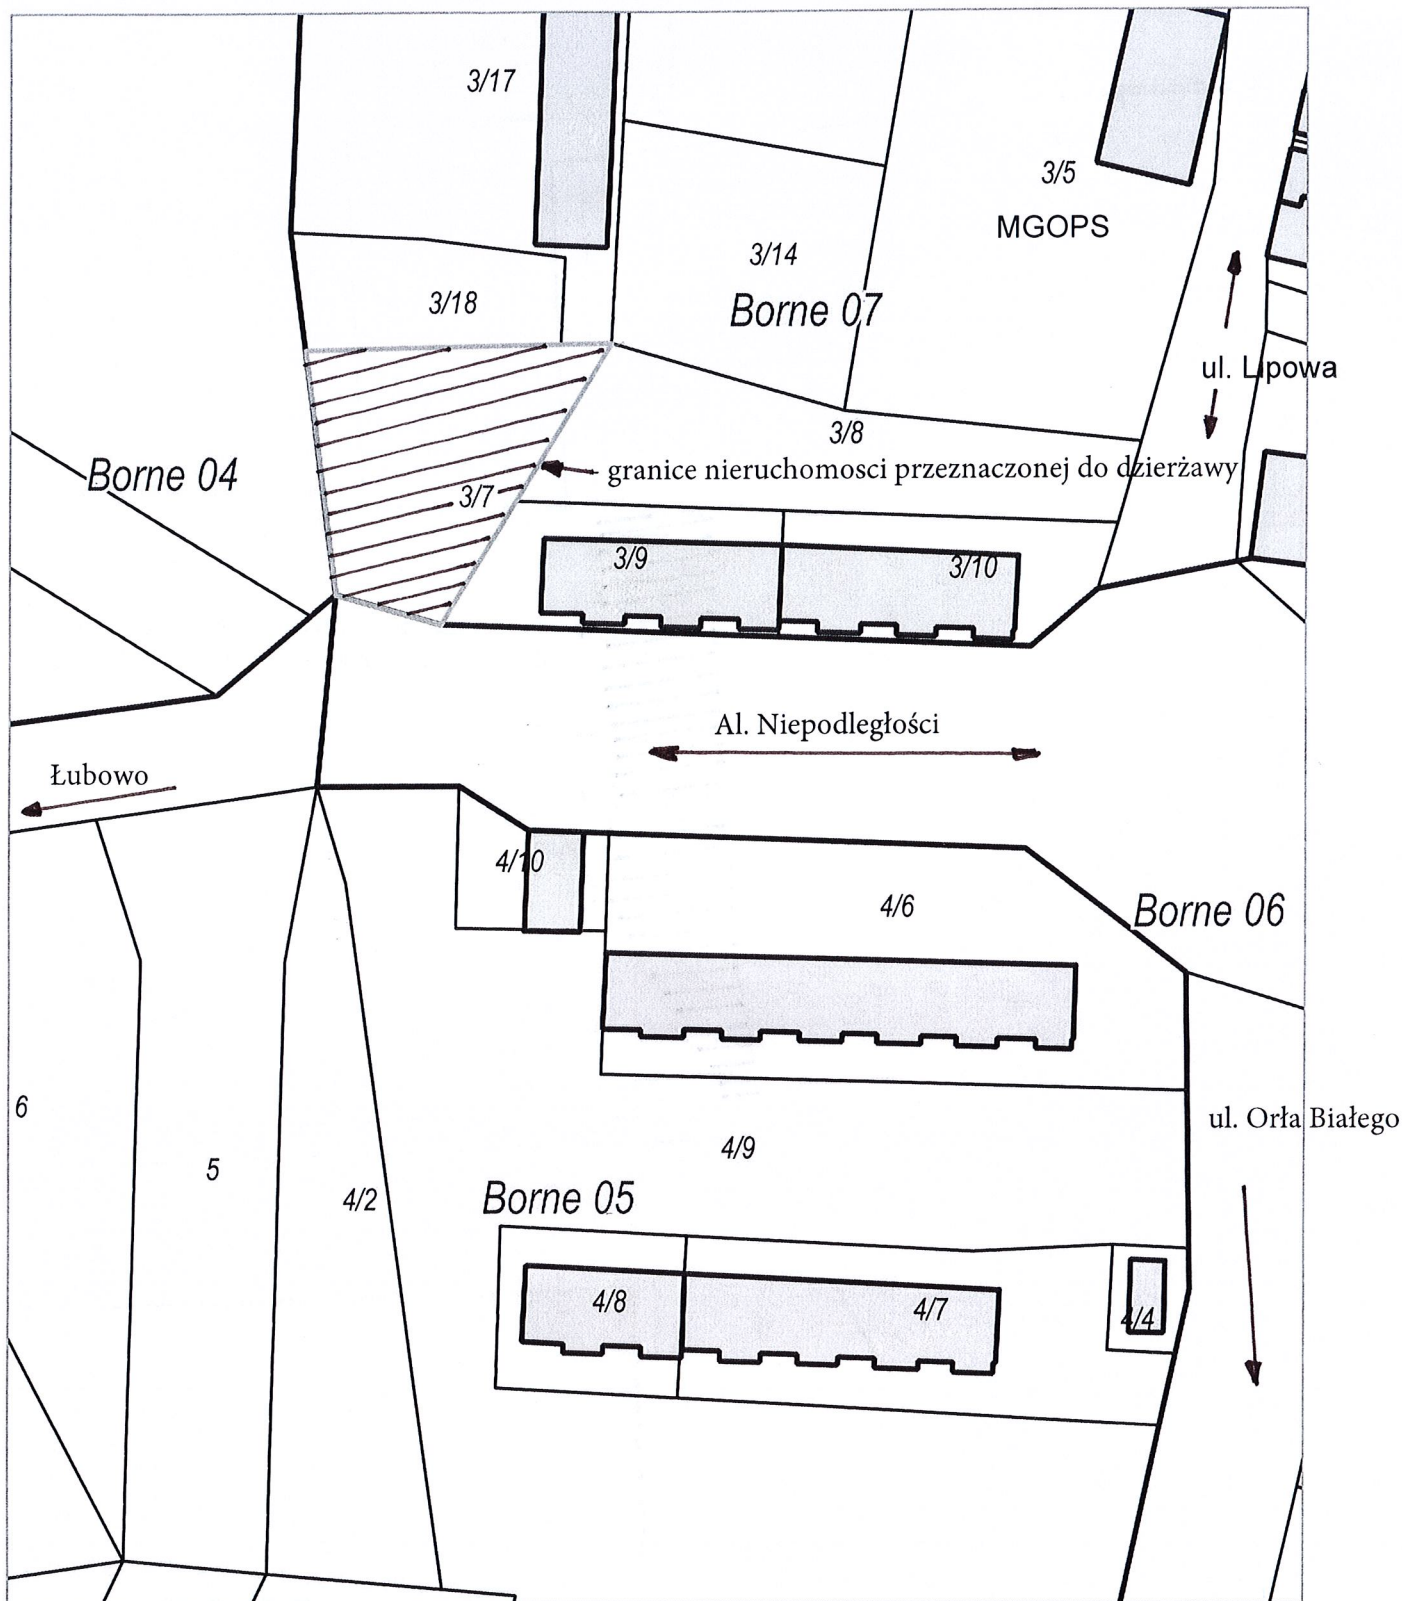 3/17
3/5
MGOPS
3/14
3/18
Borne 07
ul. Lipowa
3/8
Borne 04
granice nieruchomosci przeznaczonej do dzierżawy
3/7
3/9
3/10
Al. Niepodległości
Łubowo
4/10
4/6
Borne 06
6
ul. Orła Białego
4/9
5
4/2
Borne 05
4/8
4/7
4/4